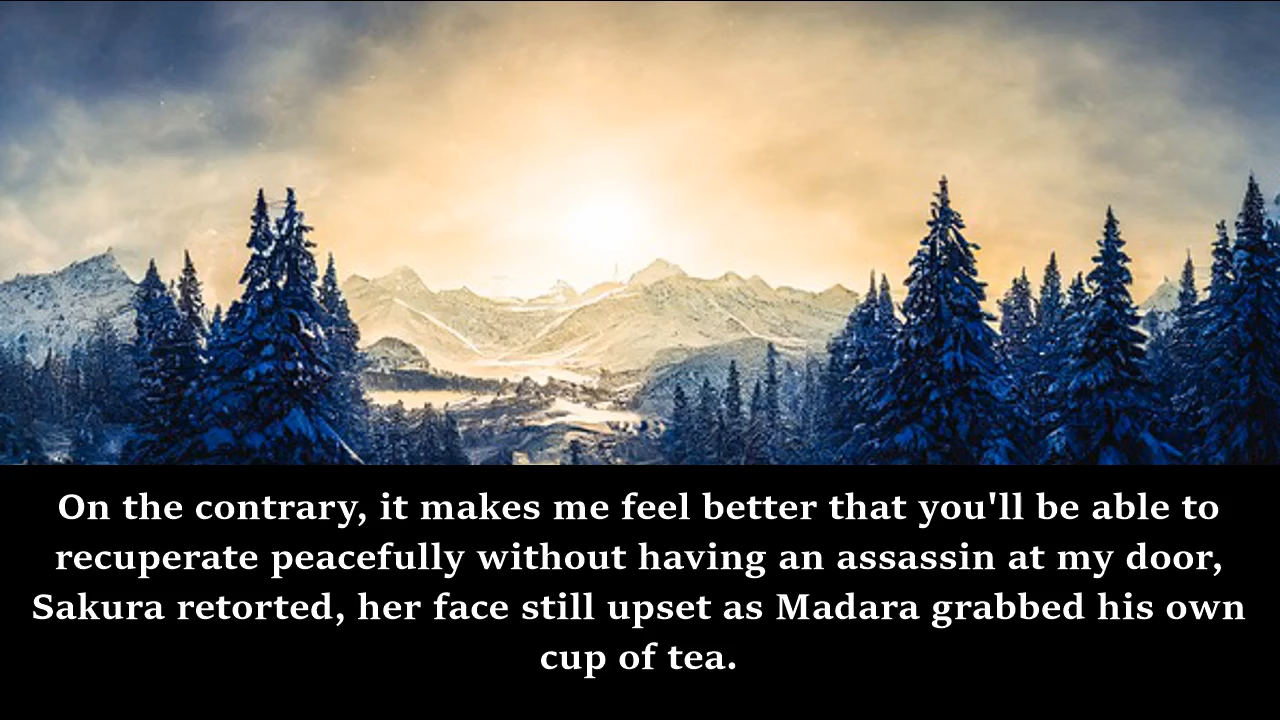 On the contrary, it makes me feel better that you'll be able to
recuperate peacefully without having an assassin at my door,
Sakura retorted, her face still upset as Madara grabbed his own
cup of tea.